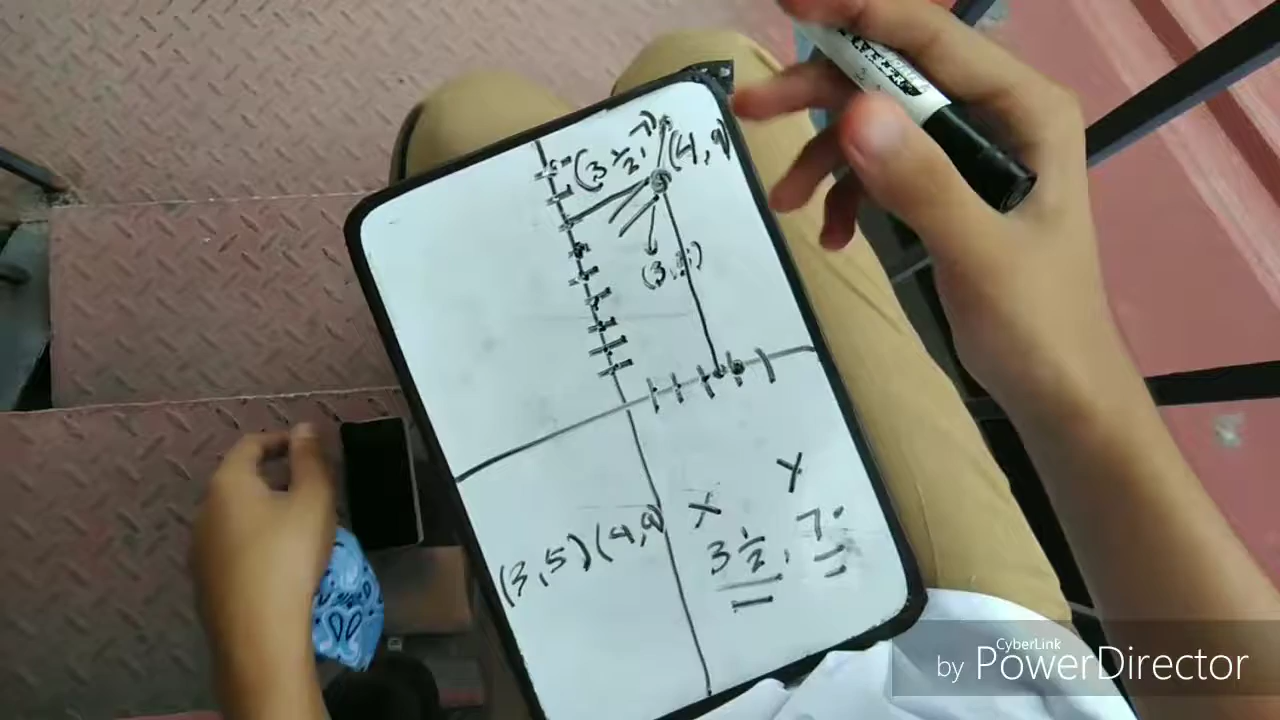 (3½, 7)
(4, 9)
(3, 5)
X Y
(3,5) (4,9)
3½, 7.
CyberLink
by PowerDirector